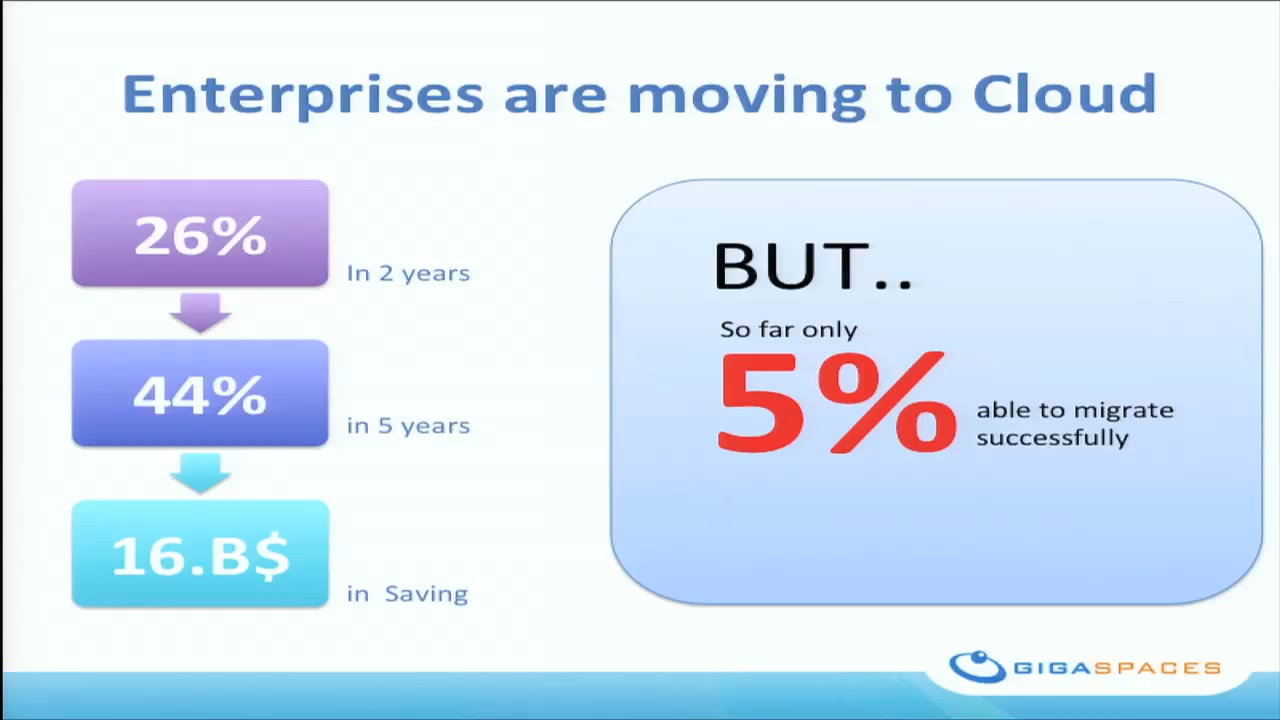 Enterprises are moving to Cloud
26%
In 2 years
44%
in 5 years
16.B$
in Saving
BUT..
So far only
5%
able to migrate
successfully
GIGASPACES